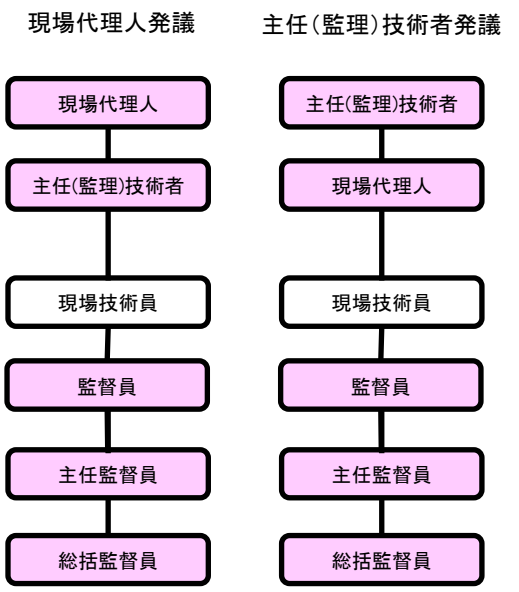 現場代理人発議
現場代理人
主任(監理)技術者
現場技術員
監督員
主任監督員
総括監督員
主任(監理)技術者発議
主任(監理)技術者
現場代理人
現場技術員
監督員
主任監督員
総括監督員